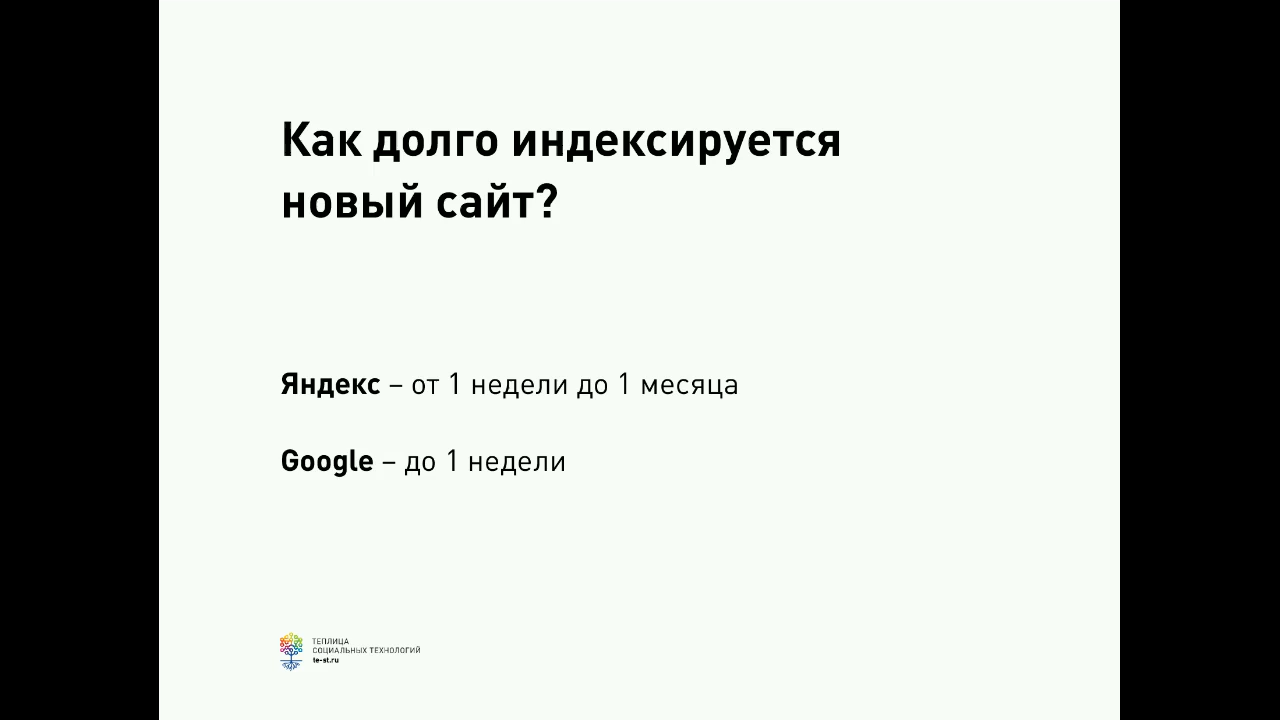 Как долго индексируется
новый сайт?
Яндекс – от 1 недели до 1 месяца
Google – до 1 недели
ТЕПЛИЦА
СОЦИАЛЬНЫХ ТЕХНОЛОГИЙ
te-st.ru